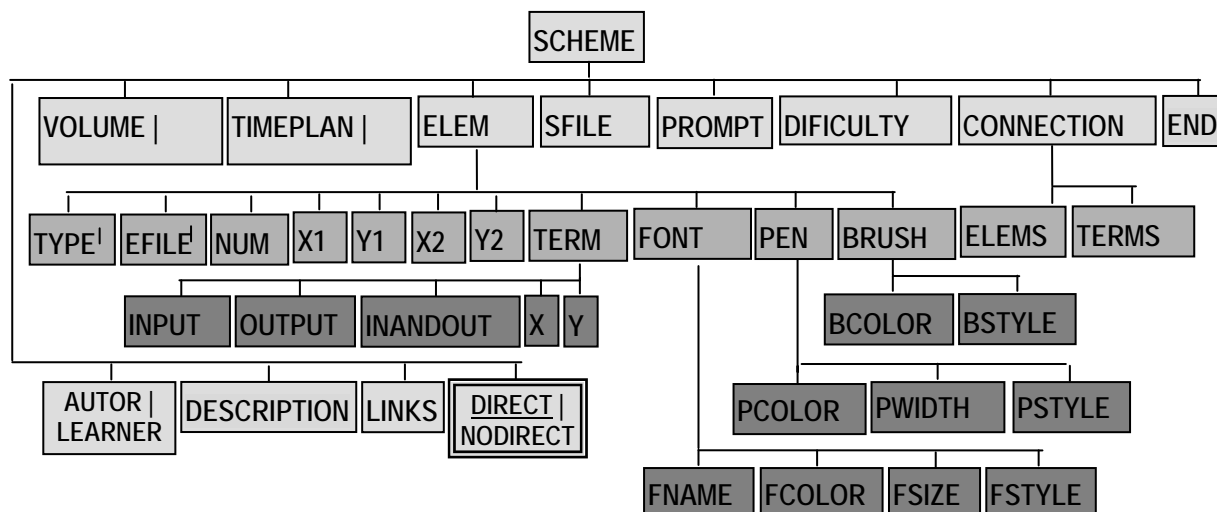 SCHEME
VOLUME | TIMEPLAN | ELEM SFILE PROMPT DIFICULTY CONNECTION END
TYPE| EFILE| NUM X1 Y1 X2 Y2 TERM FONT PEN BRUSH ELEMS TERMS
INPUT OUTPUT INANDOUT X Y BCOLOR BSTYLE
AUTOR |
LEARNER
DESCRIPTION LINKS
DIRECT |
NODIRECT
PCOLOR PWIDTH PSTYLE
FNAME FCOLOR FSIZE FSTYLE